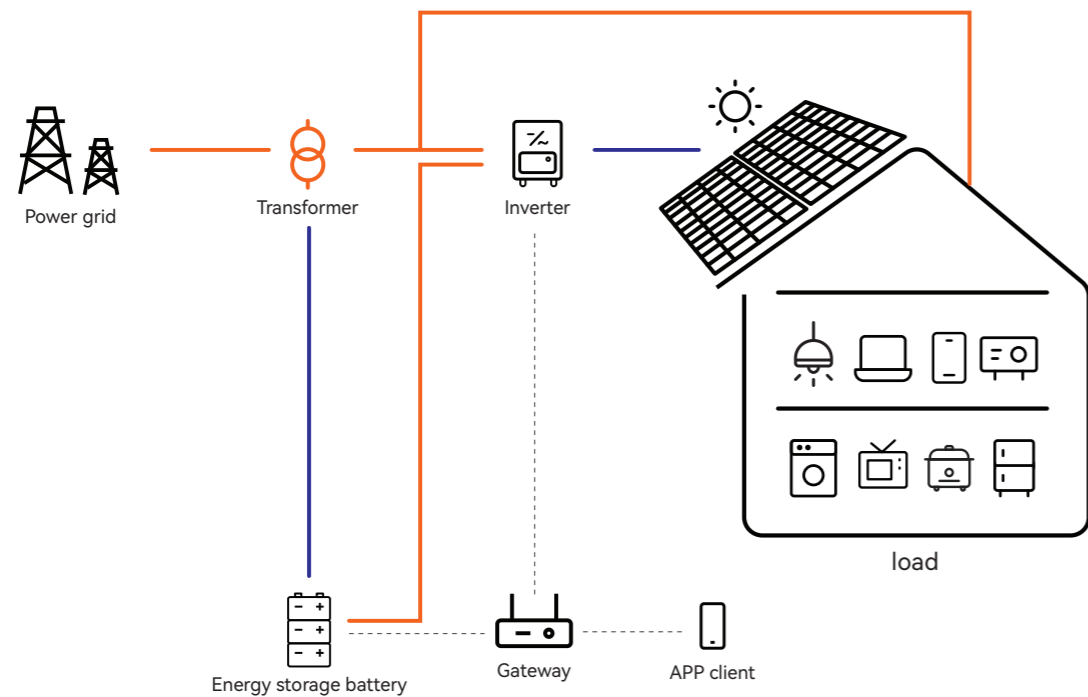 Power grid
Transformer
Inverter
load
Energy storage battery
Gateway
APP client